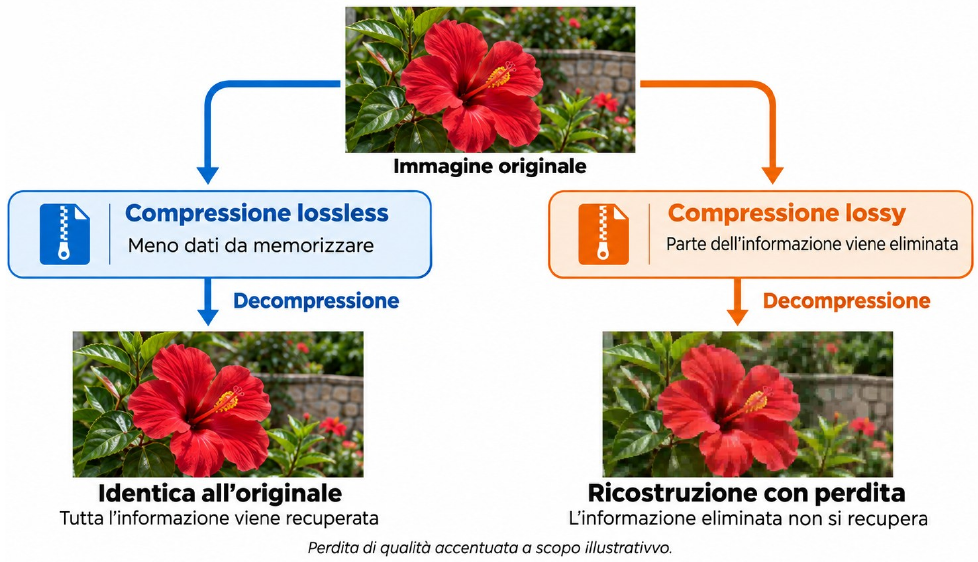 Immagine originale
Compressione lossless
Meno dati da memorizzare
Compressione lossy
Parte dell'informazione viene eliminata
Decompressione
Decompressione
Identica all'originale
Tutta l'informazione viene recuperata
Ricostruzione con perdita
L'informazione eliminata non si recupera
Perdita di qualità accentuata a scopo illustrativvo.